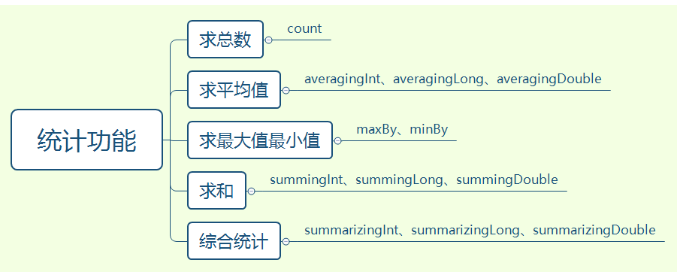 统计功能
求总数
count
求平均值
averagingInt、averagingLong、averagingDouble
求最大值最小值
maxBy、minBy
求和
summingInt、summingLong、summingDouble
综合统计
summarizingInt、summarizingLong、summarizingDouble